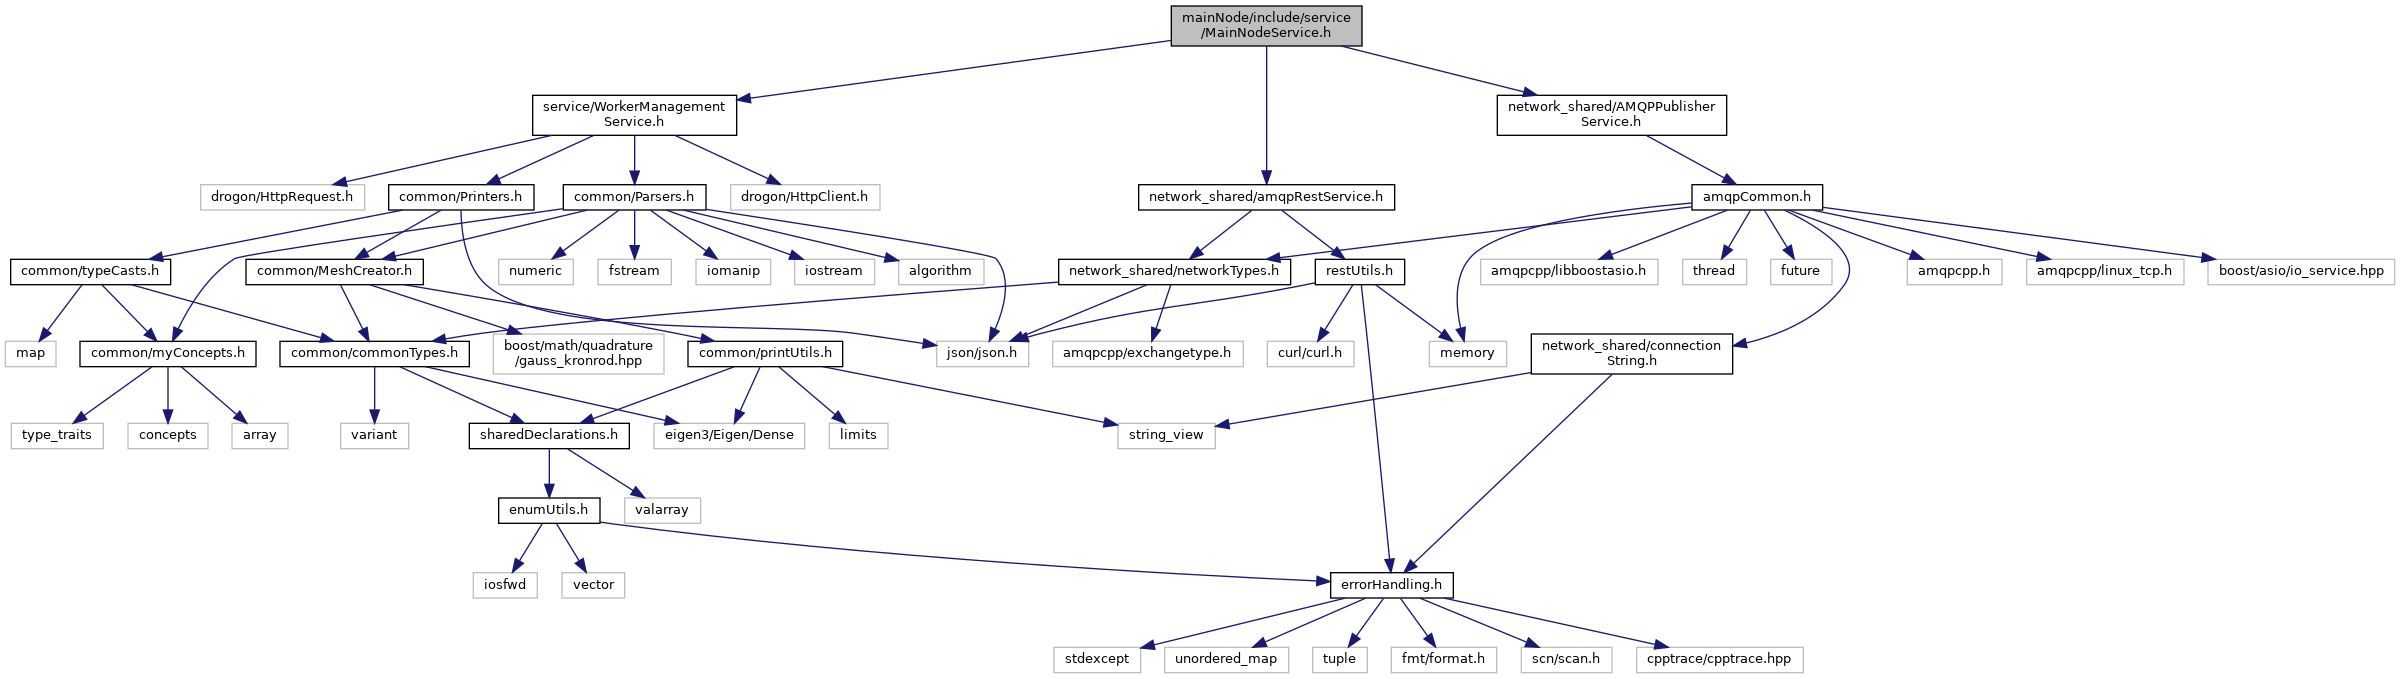 mainNode/include/service
/MainNodeService.h
service/WorkerManagement
Service.h
network_shared/AMQPPublisher
Service.h
drogon/HttpRequest.h
common/Printers.h
common/Parsers.h
drogon/HttpClient.h
network_shared/amqpRestService.h
amqpCommon.h
common/typeCasts.h
common/MeshCreator.h
numeric
fstream
iomanip
iostream
algorithm
network_shared/networkTypes.h
restUtils.h
amqpcpp/libboostasio.h
thread
future
amqpcpp.h
amqpcpp/linux_tcp.h
boost/asio/io_service.hpp
map
common/myConcepts.h
common/commonTypes.h
boost/math/quadrature
/gauss_kronrod.hpp
common/printUtils.h
json/json.h
amqpcpp/exchangetype.h
curl/curl.h
memory
network_shared/connection
String.h
type_traits
concepts
array
variant
sharedDeclarations.h
eigen3/Eigen/Dense
limits
string_view
enumUtils.h
valarray
iosfwd
vector
errorHandling.h
stdexcept
unordered_map
tuple
fmt/format.h
scn/scan.h
cpptrace/cpptrace.hpp